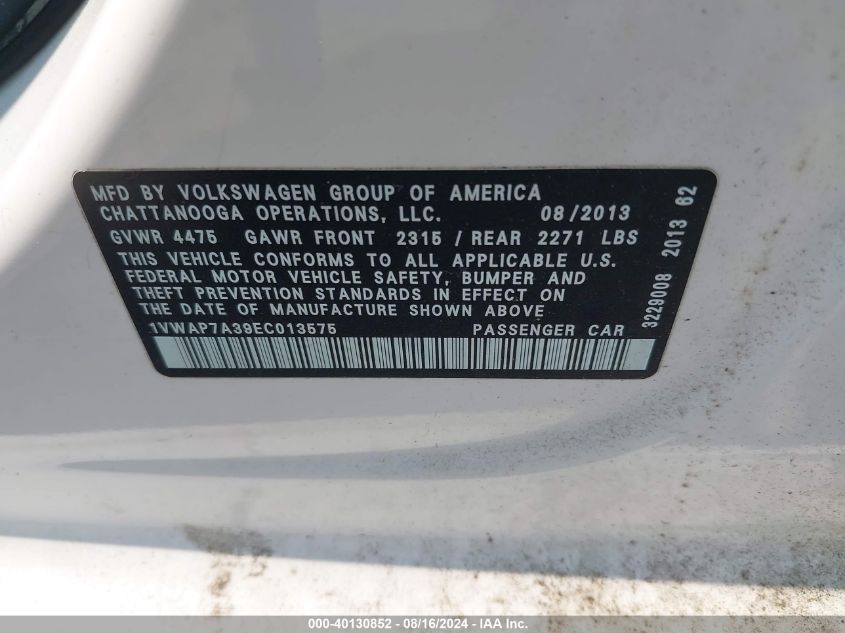 MFD BY VOLKSWAGEN GROUP OF AMERICA
CHATTANOOGA OPERATIONS, LLC. 08/2013
GVWR 4475 GAWR FRONT 2315 / REAR 2271 LBS
THIS VEHICLE CONFORMS TO ALL APPLICABLE U.S.
FEDERAL MOTOR VEHICLE SAFETY, BUMPER AND
THEFT PREVENTION STANDARDS IN EFFECT ON
THE DATE OF MANUFACTURE SHOWN ABOVE
1VWAP7A39EC013575 PASSENGER CAR
3229008 2013 62
000-40130852 - 08/16/2024 - IAA Inc.